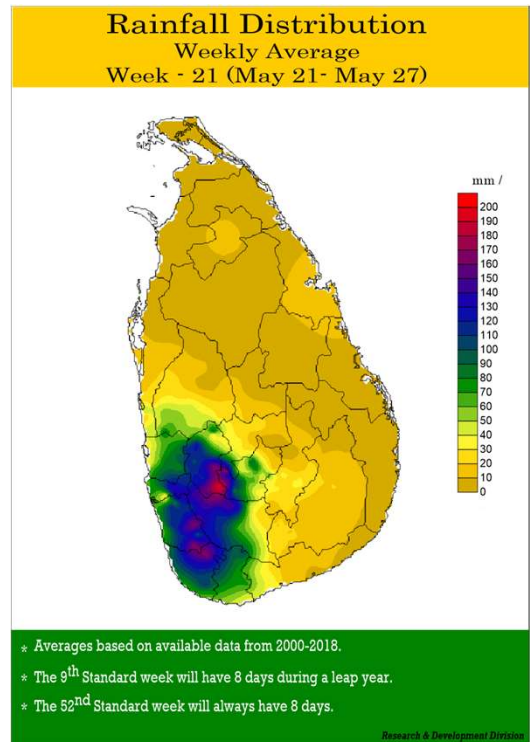 Rainfall Distribution
Weekly Average
Week - 21 (May 21- May 27)
mm /
200
190
180
170
160
150
140
130
120
110
100
90
80
70
60
50
40
30
20
10
0
* Averages based on available data from 2000-2018.
* The 9th Standard week will have 8 days during a leap year.
* The 52nd Standard week will always have 8 days.
Research & Development Division